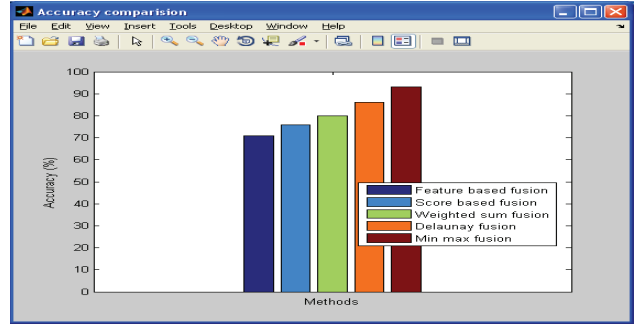 Accuracy comparision
File Edit View Insert Tools Desktop Window Help
100
90
80
70
60
50
40
30
20
10
0
Accuracy (%)
Methods
Feature based fusion
Score based fusion
Weighted sum fusion
Delaunay fusion
Min max fusion